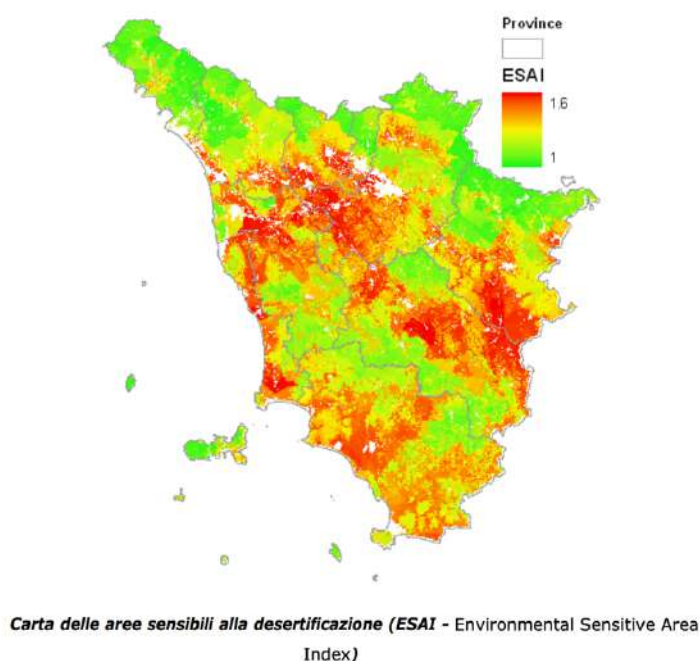 Province
ESAI
1.6
1
Carta delle aree sensibili alla desertificazione (ESAI - Environmental Sensitive Area
Index)